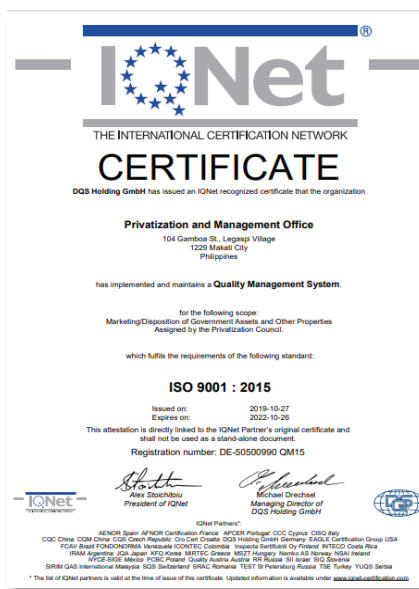 IQNet ®
THE INTERNATIONAL CERTIFICATION NETWORK
CERTIFICATE
DQS Holding GmbH has issued an IQNet recognized certificate that the organization
Privatization and Management Office
104 Gamboa St., Legaspi Village
1229 Makati City
Philippines
has implemented and maintains a Quality Management System.
for the following scope:
Marketing/Disposition of Government Assets and Other Properties
Assigned by the Privatization Council.
which fulfils the requirements of the following standard:
ISO 9001 : 2015
Issued on: 2019-10-27
Expires on: 2022-10-26
This attestation is directly linked to the IQNet Partner's original certificate and
shall not be used as a stand-alone document.
Registration number: DE-50500990 QM15
Alex Stoichitoiu
President of IQNet
Michael Drechsel
Managing Director of
DQS Holding GmbH
IQNet
IQNet Partners*:
AENOR Spain AFNOR Certification France APCER Portugal CCC Cyprus CISQ Italy
CQC China CQM China CQS Czech Republic Cro Cert Croatia DQS Holding GmbH Germany EAGLE Certification Group USA
FCAV Brazil FONDONORMA Venezuela ICONTEC Colombia Inspecta Sertifiointi Oy Finland INTECO Costa Rica
IRAM Argentina JQA Japan KFQ Korea MIRTEC Greece MSZT Hungary Nemko AS Norway NSAI Ireland
NYCE-SIGE México PCBC Poland Quality Austria Austria RR Russia SII Israel SIQ Slovenia
SIRIM QAS International Malaysia SQS Switzerland SRAC Romania TEST St Petersburg Russia TSE Turkey YUQS Serbia
* The list of IQNet partners is valid at the time of issue of this certificate. Updated information is available under www.iqnet-certification.com